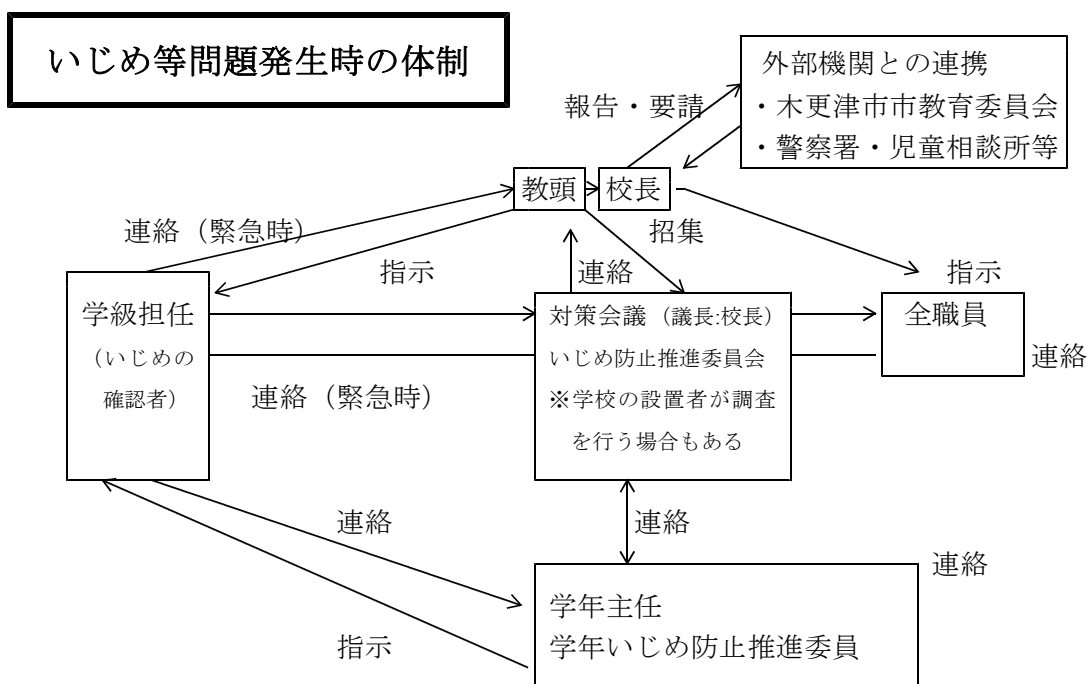 いじめ等問題発生時の体制
外部機関との連携
・木更津市市教育委員会
・警察署・児童相談所等
報告・要請
教頭
校長
連絡（緊急時）
招集
指示
連絡
指示
学級担任
（いじめの
確認者）
対策会議（議長:校長）
いじめ防止推進委員会
※学校の設置者が調査
を行う場合もある
全職員
連絡
連絡（緊急時）
連絡
連絡
連絡
学年主任
学年いじめ防止推進委員
指示